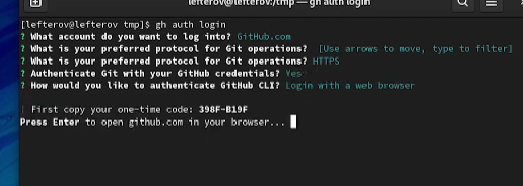 lefterov@lefterov:/tmp — gh auth login
[lefterov@lefterov tmp]$ gh auth login
? What account do you want to log into? GitHub.com
? What is your preferred protocol for Git operations? [Use arrows to move, type to filter]
? What is your preferred protocol for Git operations? HTTPS
? Authenticate Git with your GitHub credentials? Yes
? How would you like to authenticate GitHub CLI? Login with a web browser
! First copy your one-time code: 398F-B19F
Press Enter to open github.com in your browser...